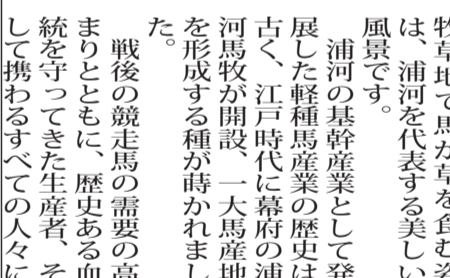 牧草地で馬が草を食む姿
は、浦河を代表する美しい
風景です。
浦河の基幹産業として発
展した軽種馬産業の歴史は
古く、江戸時代に幕府の浦
河馬牧が開設、一大馬産地
を形成する種が蒔かれまし
た。
戦後の競走馬の需要の高
まりとともに、歴史ある血
統を守ってきた生産者、そ
して携わるすべての人々に